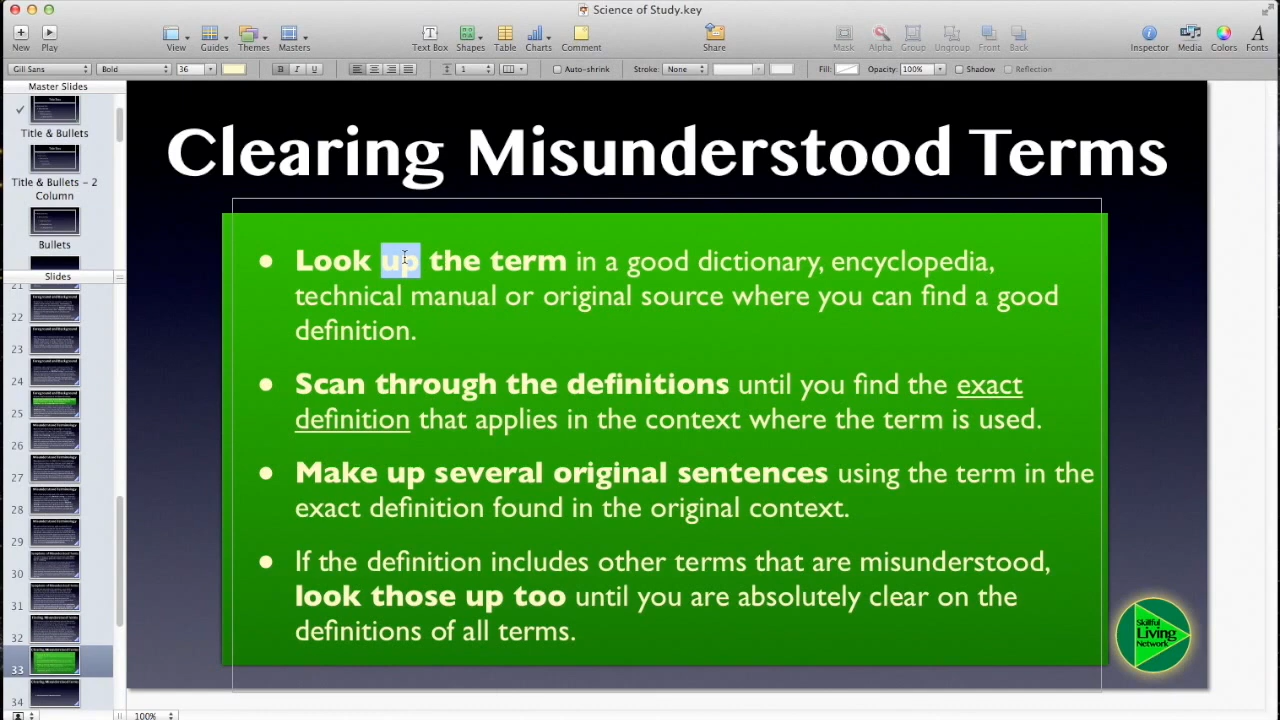 Science of Study.key
New
Play
View
Guides
Themes
Masters
Text Box
Shapes
Table
Charts
Comment
Share
Mask
Alpha
Group
Ungroup
Front
Back
Inspector
Media
Colors
Fonts
Gill Sans
Bold
36
B I U
1
Auto-shrink
Stroke: None
Fill:
Opacity: 100%
Shadow
Reflection
Master Slides
Title & Bullets
Title & Bullets – 2
Column
Bullets
Slides
21
22
23
24
25
26
27
28
29
30
31
32
33
34
Clearing Misunderstood Terms
• Look up the term in a good dictionary, encyclopedia,
technical manual or original source where you can find a good
definition.
• Scan through the definitions until you find the exact
definition that applies in the context where the term is used.
• Make up several original sentences using the term in the
exact definition found in the original context.
• If the definition includes other terms that are misunderstood,
look those up too until you are absolutely clear on the
definitions of all terms.
Skillful
Living
Network
100%